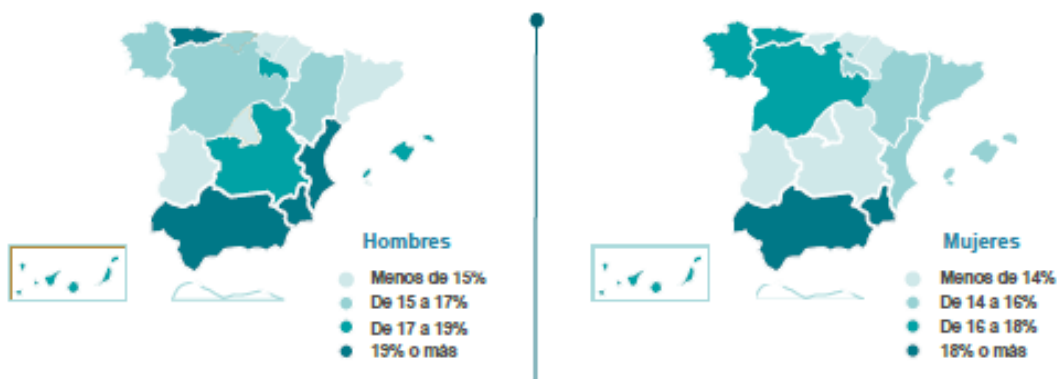 Hombres
Menos de 15%
De 15 a 17%
De 17 a 19%
19% o más
Mujeres
Menos de 14%
De 14 a 16%
De 16 a 18%
18% o más